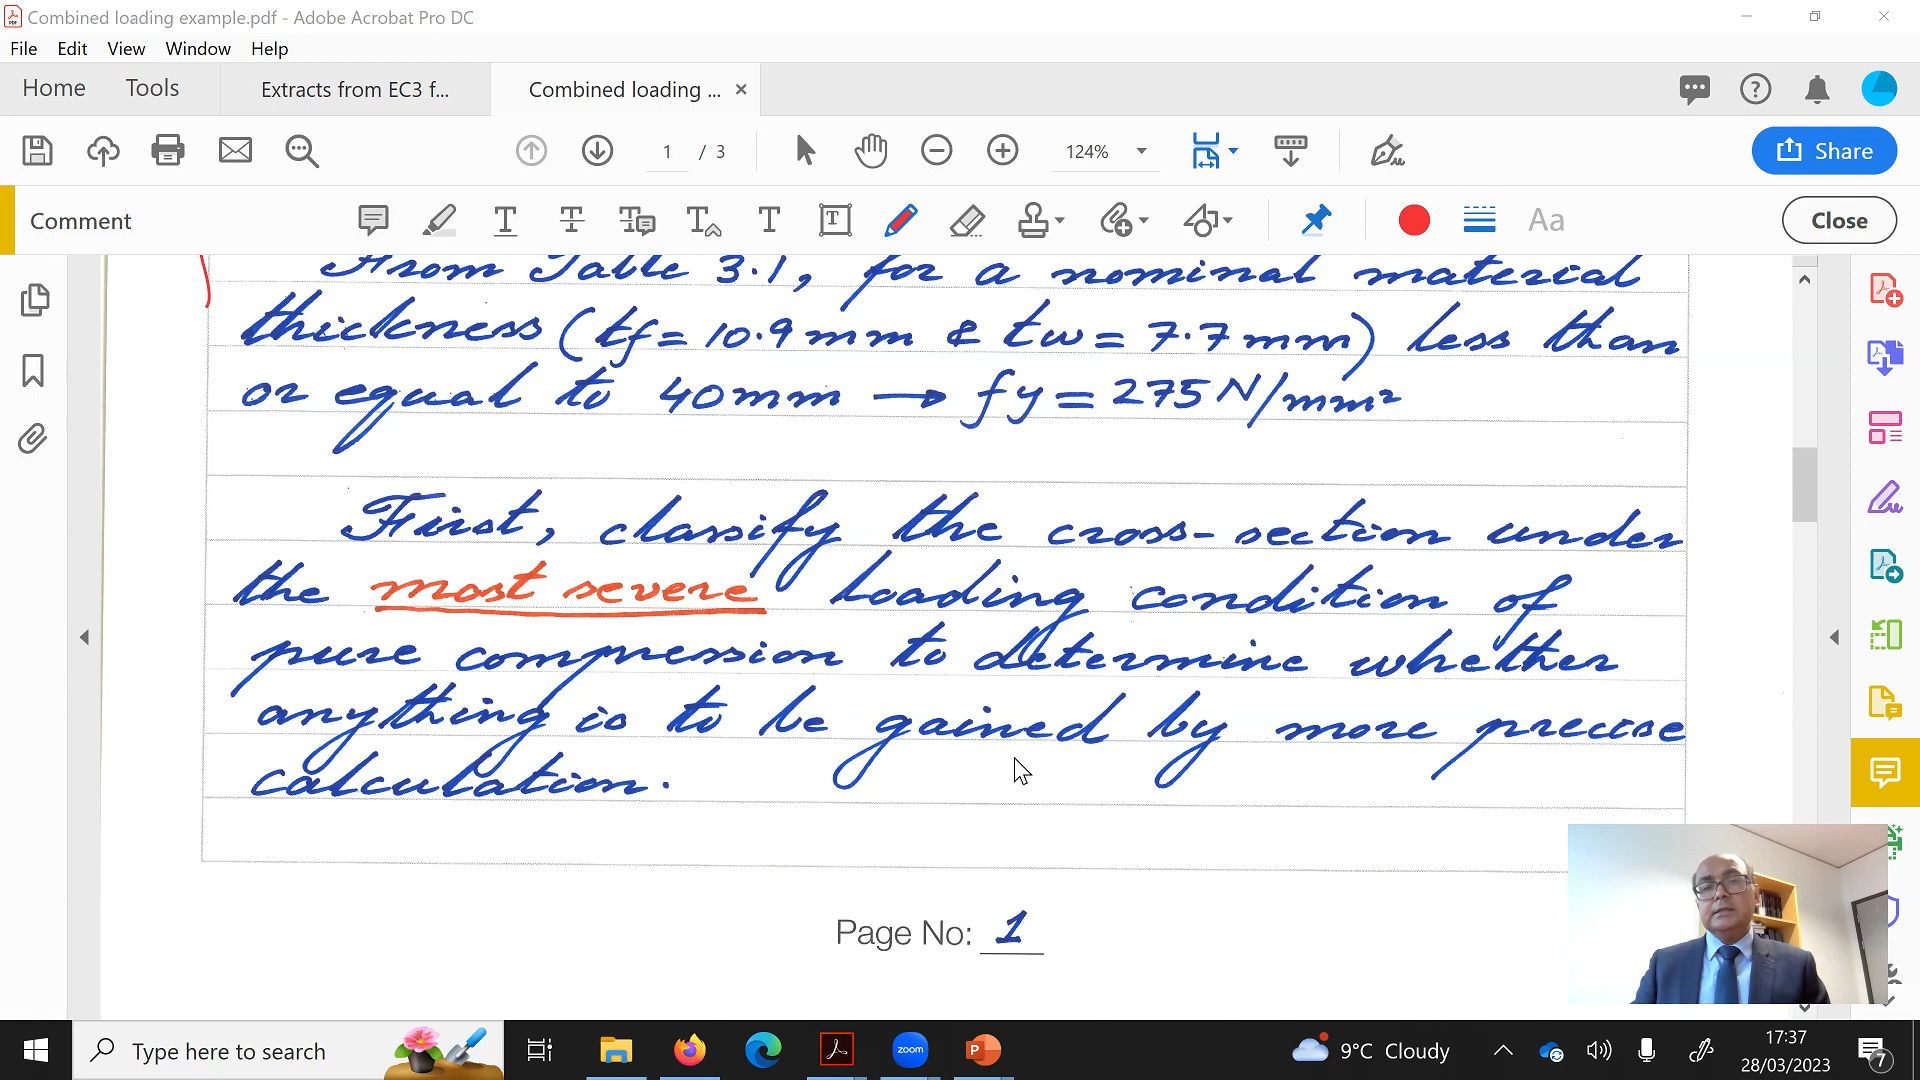 Combined loading example.pdf - Adobe Acrobat Pro DC
File Edit View Window Help
Home Tools Extracts from EC3 f... Combined loading ...
1 / 3 124% Share
Comment Aa Close
From Table 3.1, for a nominal material
thickness (tf = 10.9mm & tw = 7.7mm) less than
or equal to 40mm → fy = 275 N/mm²
First, classify the cross-section under
the most severe loading condition of
pure compression to determine whether
anything is to be gained by more precise
calculation.
Page No: 1
Type here to search
zoom
9°C Cloudy
17:37
28/03/2023
7